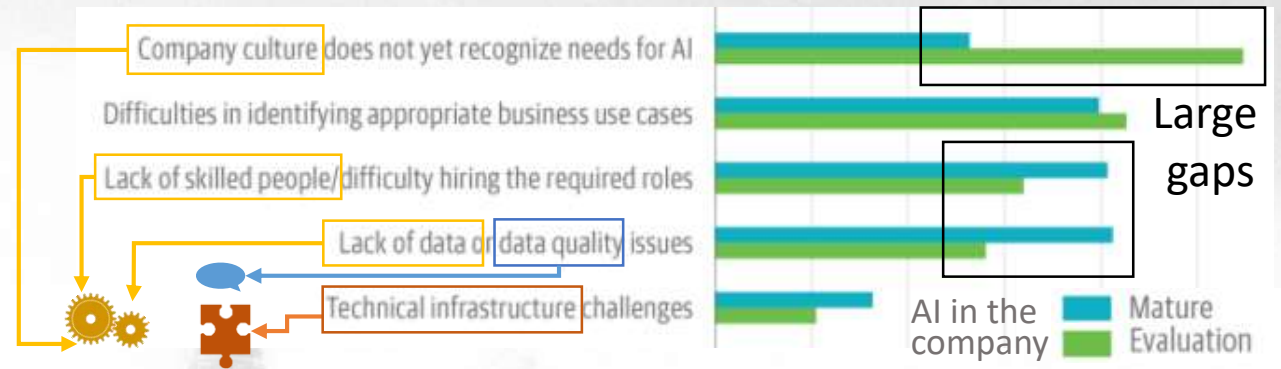 Company culture does not yet recognize needs for AI
Difficulties in identifying appropriate business use cases
Large
gaps
Lack of skilled people/difficulty hiring the required roles
Lack of data or data quality issues
Technical infrastructure challenges
AI in the
company
Mature
Evaluation